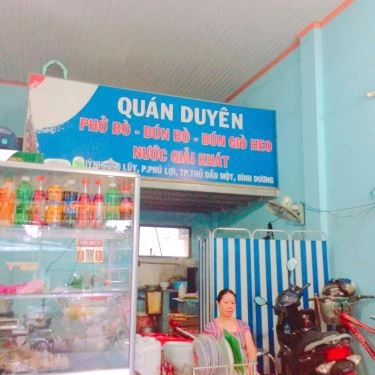 QUÁN DUYÊN
PHỞ BÒ - BÚN BÒ - BÚN GIÒ HEO
NƯỚC GIẢI KHÁT
LŨY, P.PHÚ LỢI, TP.THỦ DẦU MỘT, BÌNH DƯƠNG